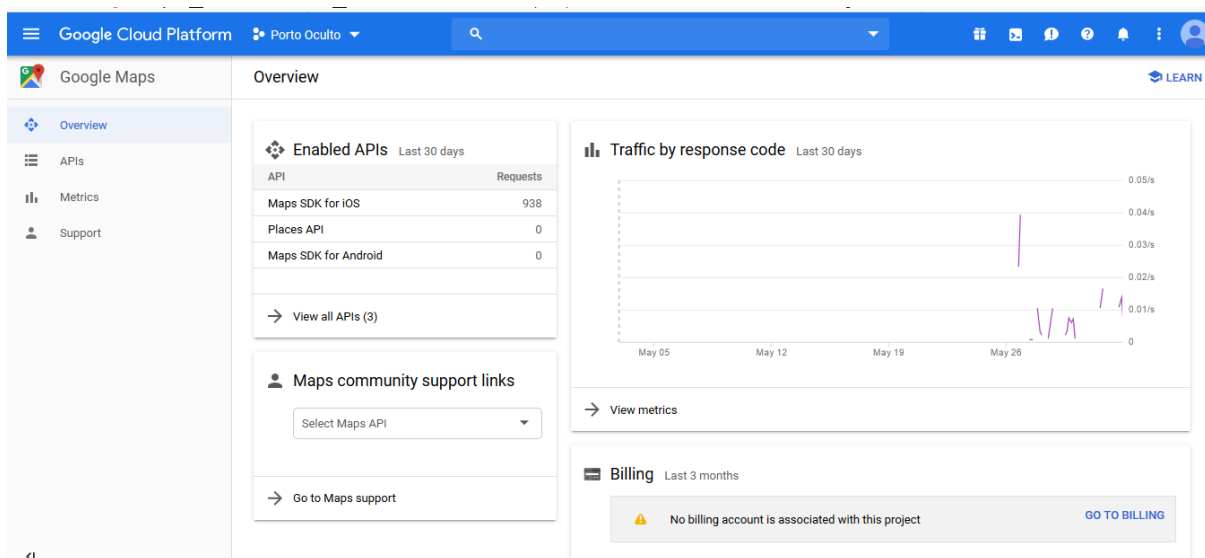 Google Cloud Platform
Porto Oculto
Google Maps
Overview
LEARN
Overview
APIs
Metrics
Support
Enabled APIs Last 30 days
API Requests
Maps SDK for iOS 938
Places API 0
Maps SDK for Android 0
View all APIs (3)
Maps community support links
Select Maps API
Go to Maps support
Traffic by response code Last 30 days
0.05/s
0.04/s
0.03/s
0.02/s
0.01/s
0
May 05 May 12 May 19 May 26
View metrics
Billing Last 3 months
No billing account is associated with this project GO TO BILLING